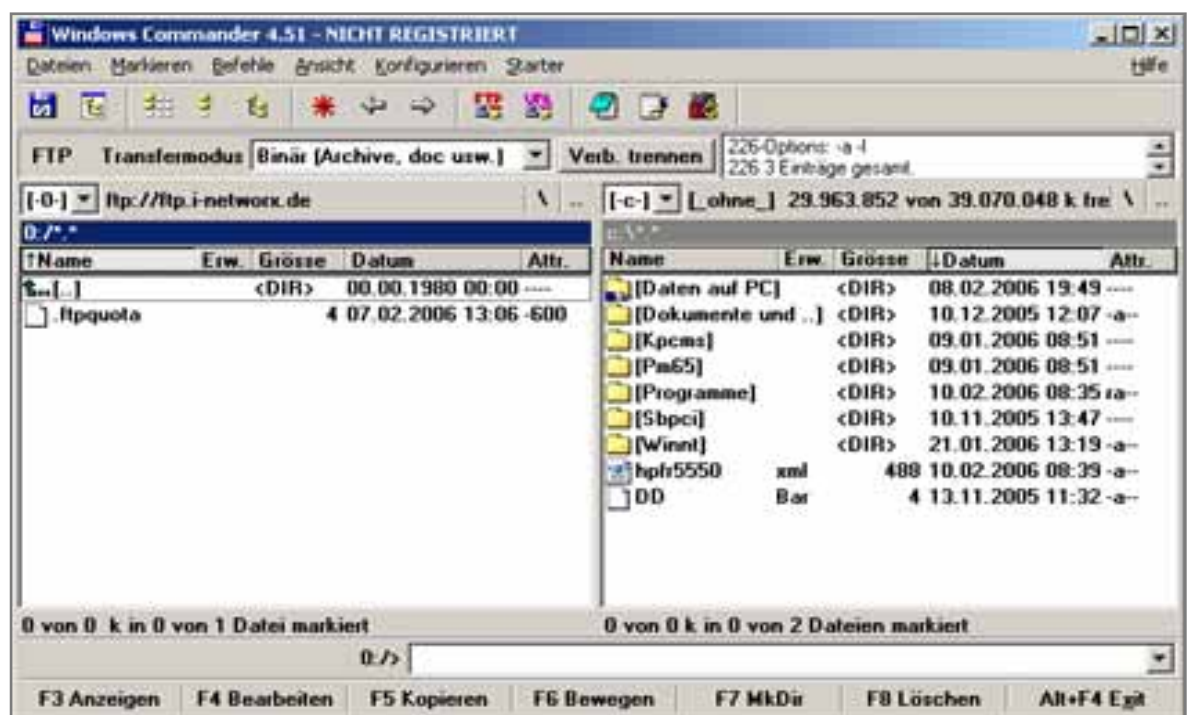 Windows Commander 4.51 - NICHT REGISTRIERT
Dateien Markieren Befehle Ansicht Konfigurieren Starter Hilfe
FTP Transfermodus Binär (Archive, doc usw.) Verb. trennen
226-Options: -a -l
226 3 Einträge gesamt.
[-0-] ftp://ftp.i-networx.de \ .. [-c-] [_ohne_] 29.963.852 von 39.070.048 k frei \ ..
0:/*.* c:\*.*
↑Name Erw. Grösse Datum Attr. Name Erw. Grösse ↓Datum Attr.
[..] <DIR> 00.00.1980 00:00 ---- [Daten auf PC] <DIR> 08.02.2006 19:49 ----
.ftpquota 4 07.02.2006 13:06 -600 [Dokumente und ..] <DIR> 10.12.2005 12:07 -a--
[Kpcms] <DIR> 09.01.2006 08:51 ----
[Pm65] <DIR> 09.01.2006 08:51 ----
[Programme] <DIR> 10.02.2006 08:35 ra--
[Sbpci] <DIR> 10.11.2005 13:47 ----
[Winnt] <DIR> 21.01.2006 13:19 -a--
hpfr5550 xml 488 10.02.2006 08:39 -a--
DD Bar 4 13.11.2005 11:32 -a--
0 von 0 k in 0 von 1 Datei markiert 0 von 0 k in 0 von 2 Dateien markiert
0:/>
F3 Anzeigen F4 Bearbeiten F5 Kopieren F6 Bewegen F7 MkDir F8 Löschen Alt+F4 Exit